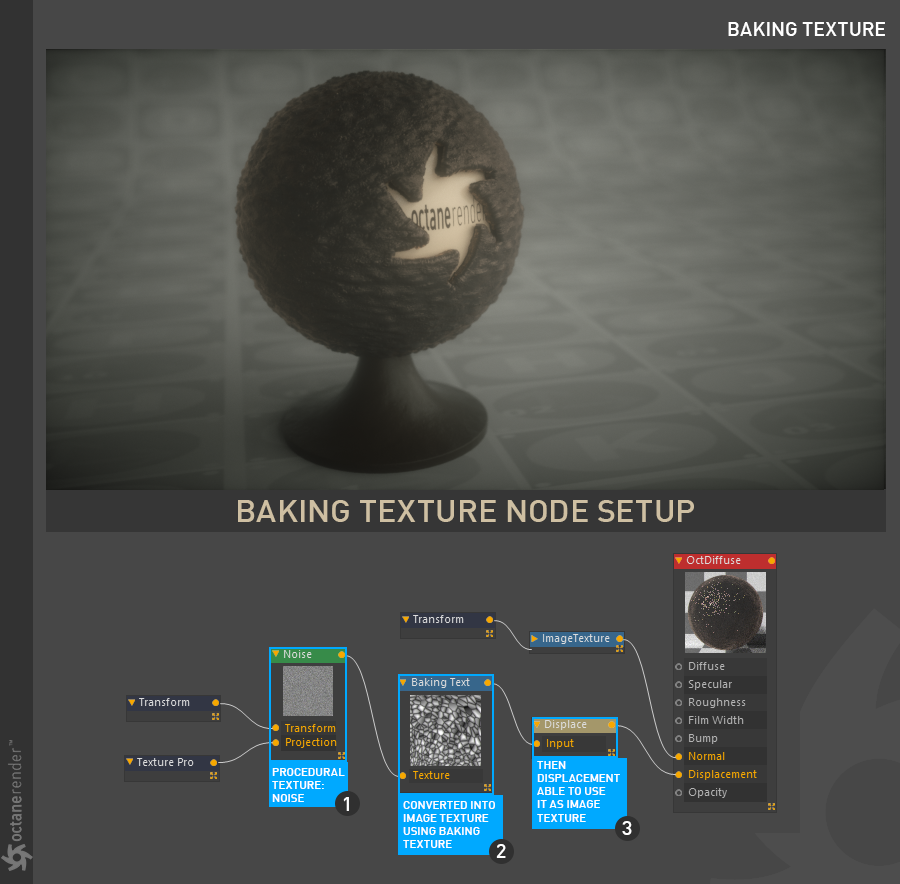 BAKING TEXTURE
octanerender
BAKING TEXTURE NODE SETUP
OctDiffuse
Transform
ImageTexture
Noise
Baking Text
Diffuse
Specular
Roughness
Film Width
Bump
Normal
Displacement
Opacity
Transform
Transform
Projection
Displace
Input
Texture Pro
Texture
PROCEDURAL
TEXTURE:
NOISE
1
CONVERTED INTO
IMAGE TEXTURE
USING BAKING
TEXTURE
2
THEN
DISPLACEMENT
ABLE TO USE
IT AS IMAGE
TEXTURE
3
octanerender™